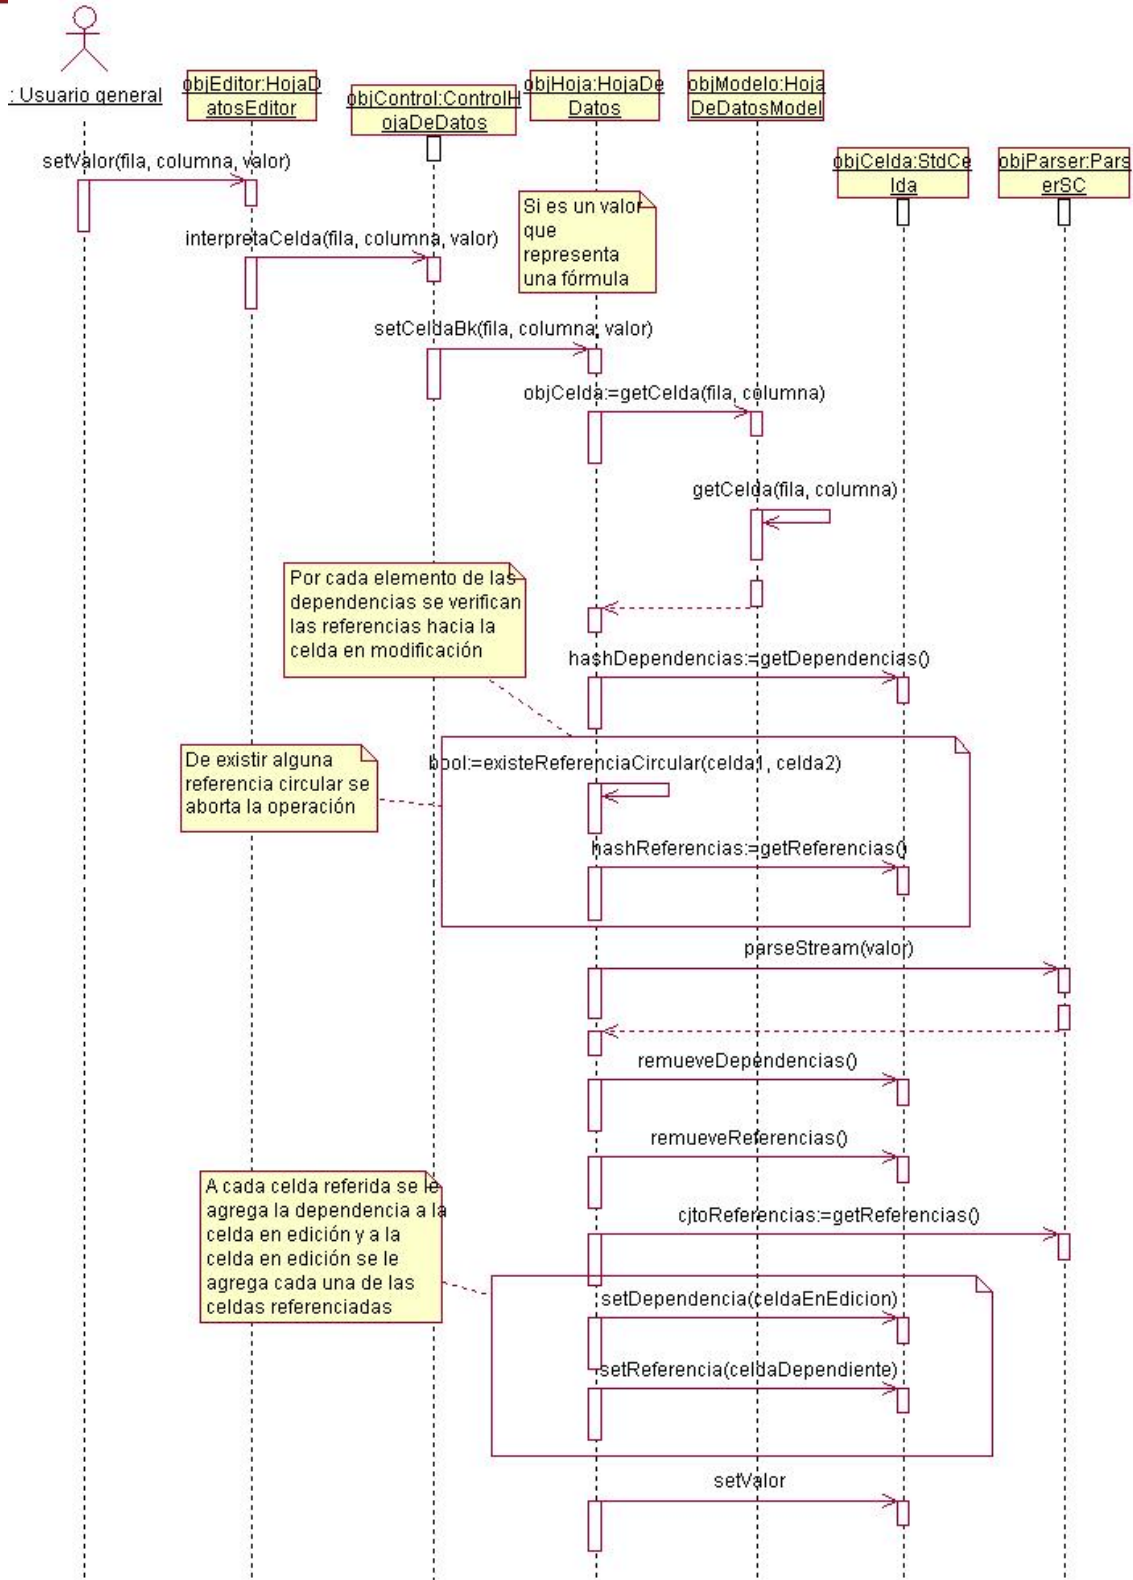 : Usuario general
objEditor:HojaD
atosEditor
objControl:ControlH
ojaDeDatos
objHoja:HojaDe
Datos
objModelo:Hoja
DeDatosModel
objCelda:StdCe
lda
objParser:Pars
erSC
setValor(fila, columna, valor)
Si es un valor
que
representa
una fórmula
interpretaCelda(fila, columna, valor)
setCeldaBk(fila, columna, valor)
objCelda:=getCelda(fila, columna)
getCelda(fila, columna)
Por cada elemento de las
dependencias se verifican
las referencias hacia la
celda en modificación
hashDependencias:=getDependencias()
De existir alguna
referencia circular se
aborta la operación
bool:=existeReferenciaCircular(celda1, celda2)
hashReferencias:=getReferencias()
parseStream(valor)
remueveDependencias()
remueveReferencias()
A cada celda referida se le
agrega la dependencia a la
celda en edición y a la
celda en edición se le
agrega cada una de las
celdas referenciadas
cjtoReferencias:=getReferencias()
setDependencia(celdaEnEdicion)
setReferencia(celdaDependiente)
setValor